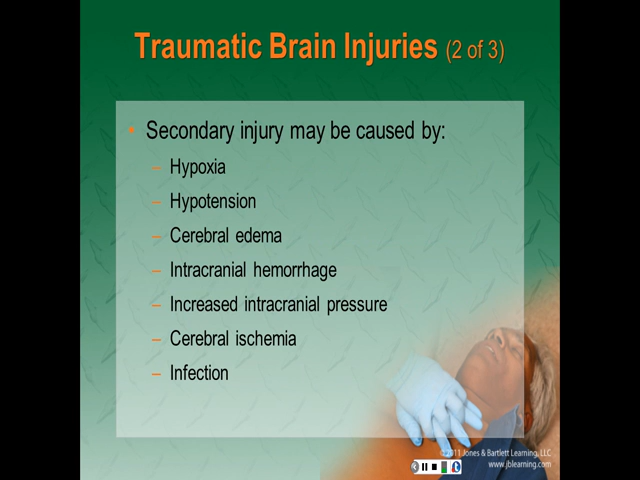 Traumatic Brain Injuries (2 of 3)
• Secondary injury may be caused by:
– Hypoxia
– Hypotension
– Cerebral edema
– Intracranial hemorrhage
– Increased intracranial pressure
– Cerebral ischemia
– Infection
©2011 Jones & Bartlett Learning, LLC
www.jblearning.com